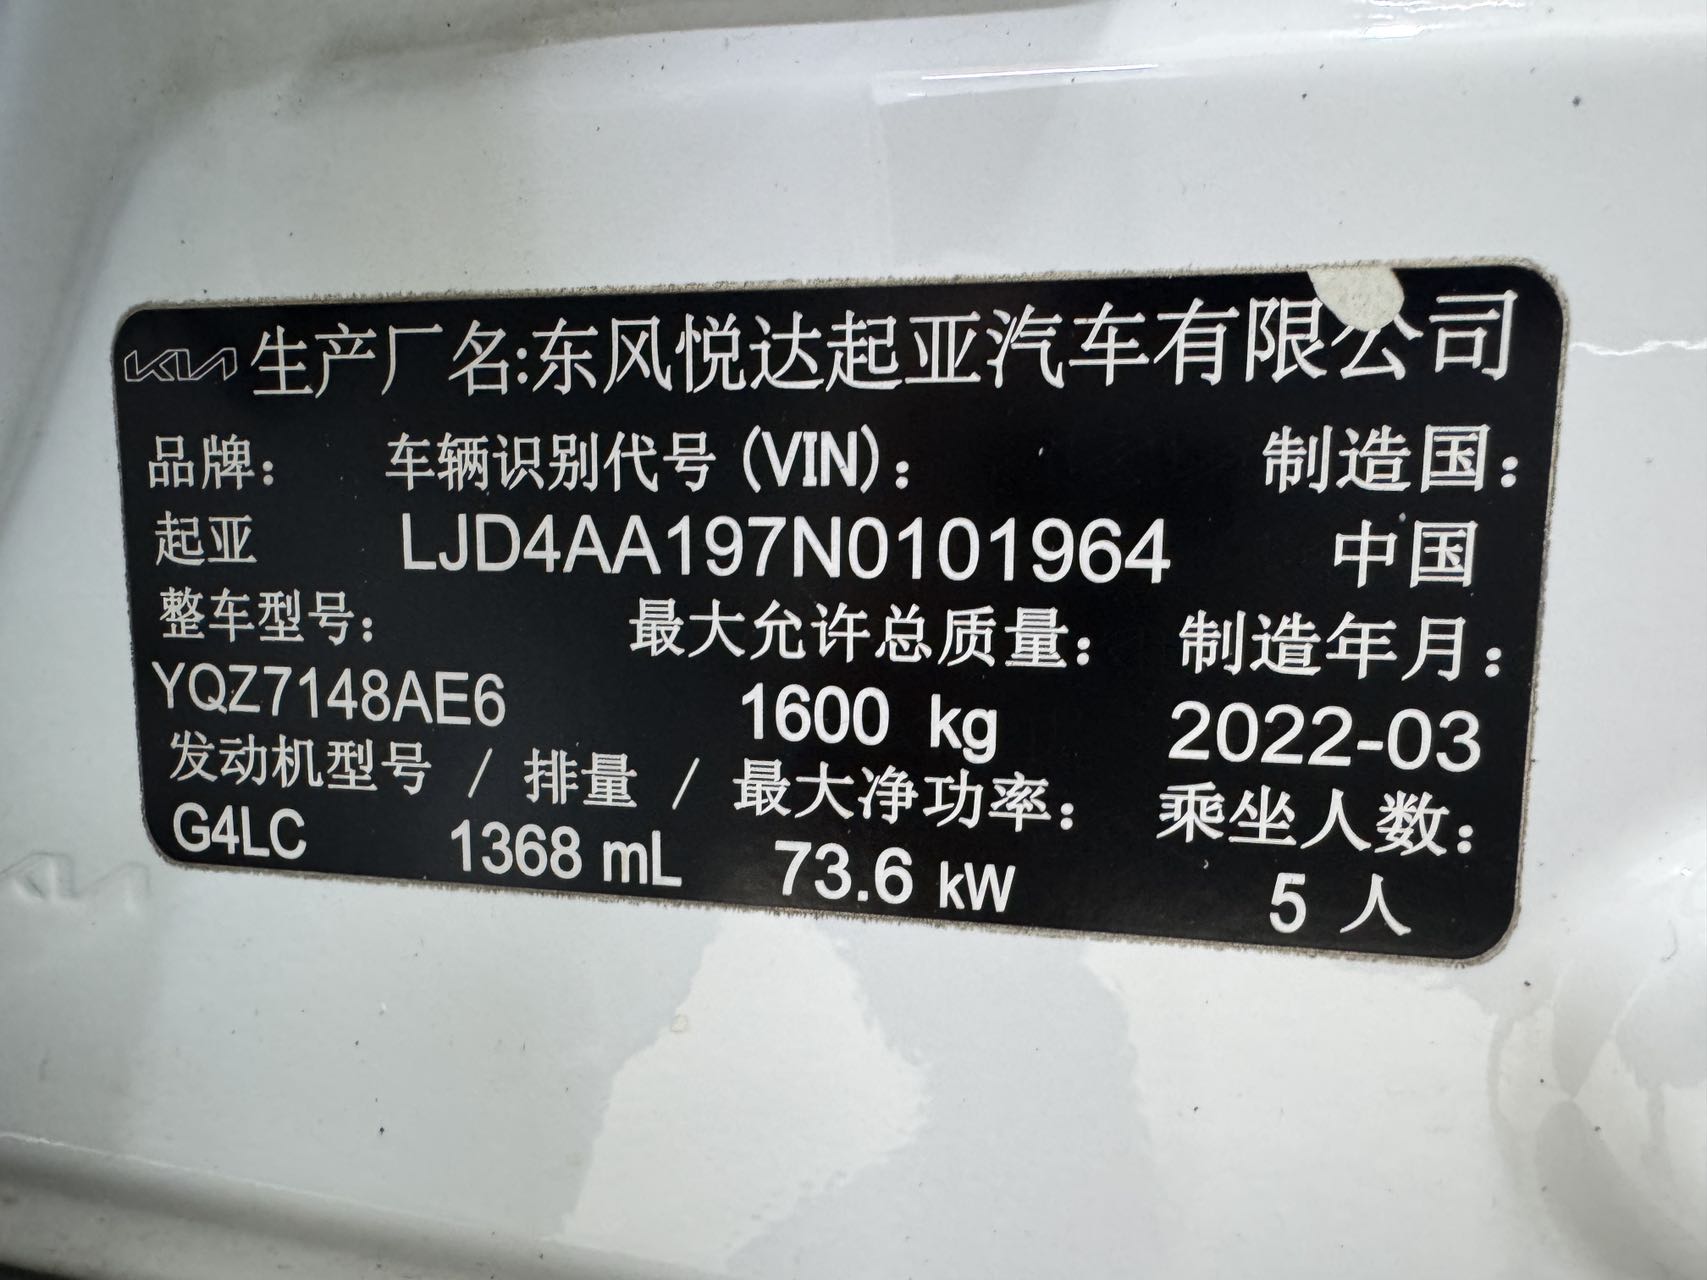 KIA 生产厂名:东风悦达起亚汽车有限公司
品牌: 车辆识别代号(VIN): 制造国:
起亚 LJD4AA197N0101964 中国
整车型号: 最大允许总质量: 制造年月:
YQZ7148AE6 1600 kg 2022-03
发动机型号 / 排量 / 最大净功率: 乘坐人数:
G4LC 1368 mL 73.6 kW 5 人